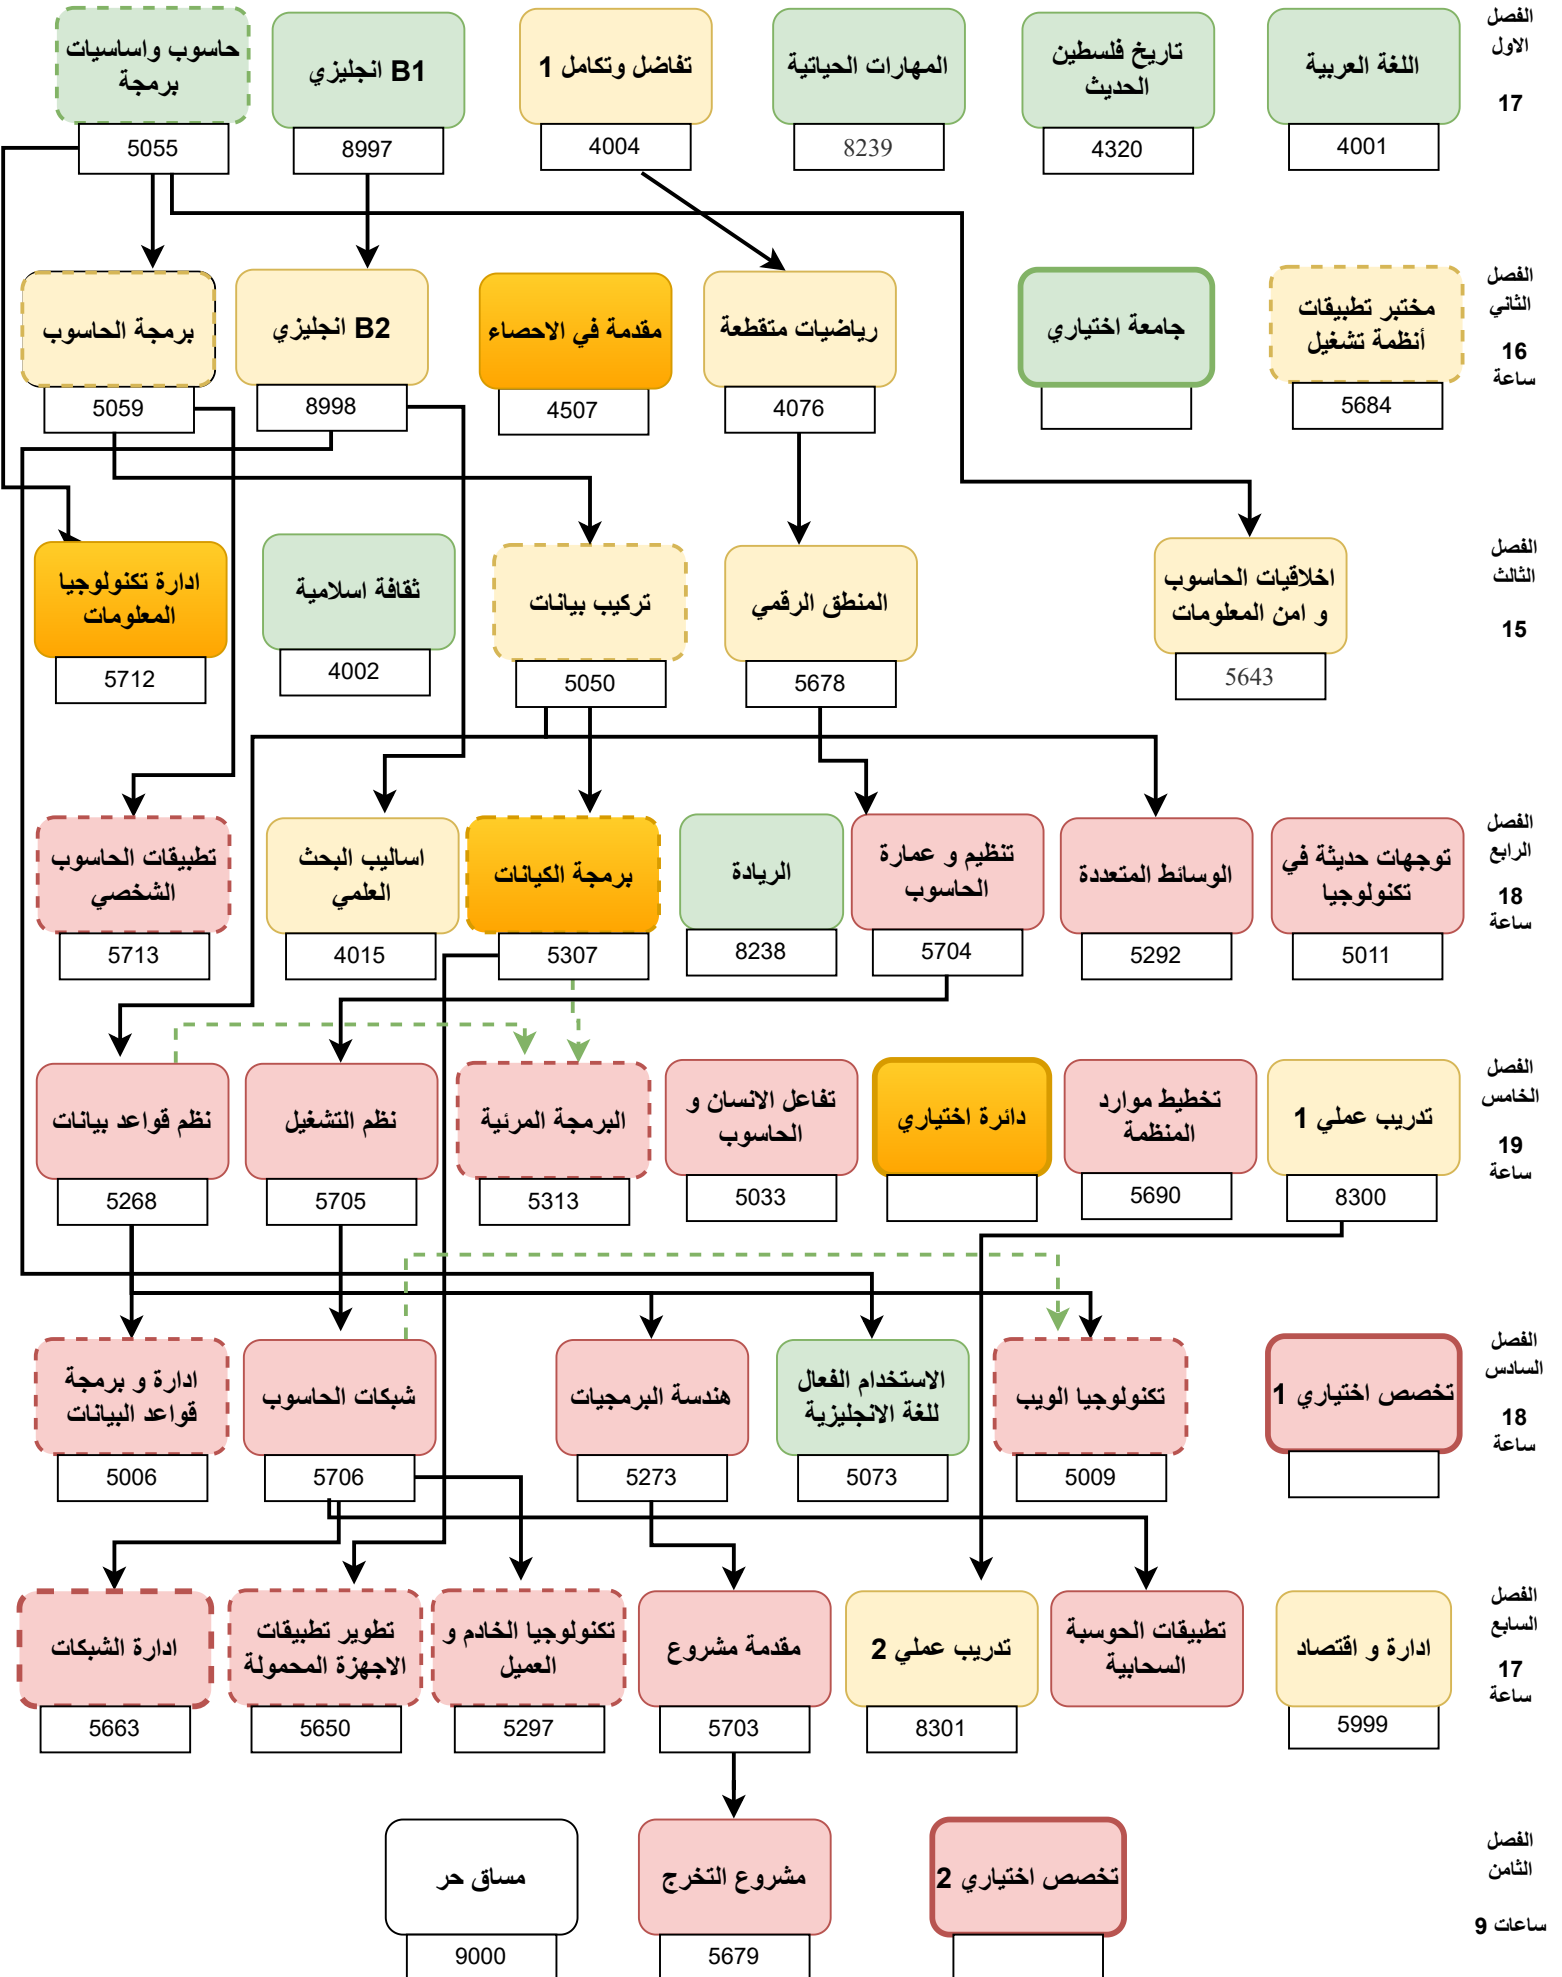 الفصل
الاول
17
اللغة العربية
4001
تاريخ فلسطين
الحديث
4320
المهارات الحياتية
8239
تفاضل وتكامل 1
4004
B1 انجليزي
8997
حاسوب واساسيات
برمجة
5055
الفصل
الثاني
16
ساعة
مختبر تطبيقات
أنظمة تشغيل
5684
جامعة اختياري
رياضيات متقطعة
4076
مقدمة في الاحصاء
4507
B2 انجليزي
8998
برمجة الحاسوب
5059
الفصل
الثالث
15
اخلاقيات الحاسوب
و امن المعلومات
5643
المنطق الرقمي
5678
تركيب بيانات
5050
ثقافة اسلامية
4002
ادارة تكنولوجيا
المعلومات
5712
الفصل
الرابع
18
ساعة
توجهات حديثة في
تكنولوجيا
5011
الوسائط المتعددة
5292
تنظيم و عمارة
الحاسوب
5704
الريادة
8238
برمجة الكيانات
5307
اساليب البحث
العلمي
4015
تطبيقات الحاسوب
الشخصي
5713
الفصل
الخامس
19
ساعة
تدريب عملي 1
8300
تخطيط موارد
المنظمة
5690
دائرة اختياري
تفاعل الانسان و
الحاسوب
5033
البرمجة المرئية
5313
نظم التشغيل
5705
نظم قواعد بيانات
5268
الفصل
السادس
18
ساعة
تخصص اختياري 1
تكنولوجيا الويب
5009
الاستخدام الفعال
للغة الانجليزية
5073
هندسة البرمجيات
5273
شبكات الحاسوب
5706
ادارة و برمجة
قواعد البيانات
5006
الفصل
السابع
17
ساعة
ادارة و اقتصاد
5999
تطبيقات الحوسبة
السحابية
تدريب عملي 2
8301
مقدمة مشروع
5703
تكنولوجيا الخادم و
العميل
5297
تطوير تطبيقات
الاجهزة المحمولة
5650
ادارة الشبكات
5663
الفصل
الثامن
9 ساعات
تخصص اختياري 2
مشروع التخرج
5679
مساق حر
9000